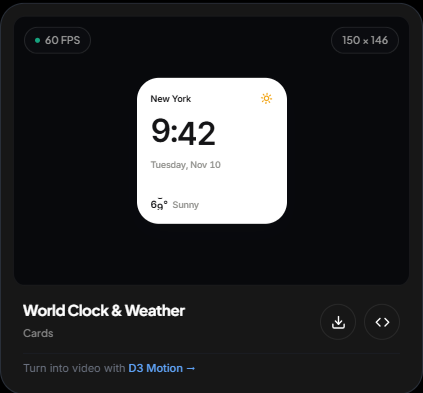 60 FPS
150 × 146
New York
9:42
Tuesday, Nov 10
Sunny
World Clock & Weather
Cards
Turn into video with D3 Motion →